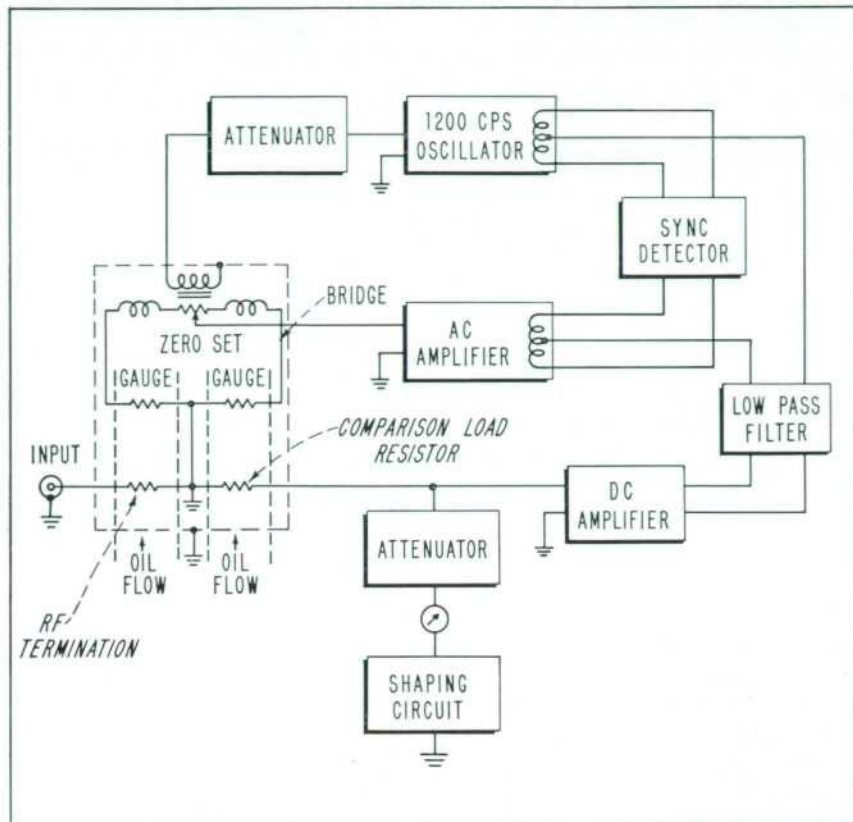 ATTENUATOR
1200 CPS
OSCILLATOR
SYNC
DETECTOR
BRIDGE
ZERO SET
AC
AMPLIFIER
GAUGE
GAUGE
LOW PASS
FILTER
COMPARISON LOAD
RESISTOR
INPUT
DC
AMPLIFIER
ATTENUATOR
OIL
FLOW
OIL
FLOW
RF
TERMINATION
SHAPING
CIRCUIT